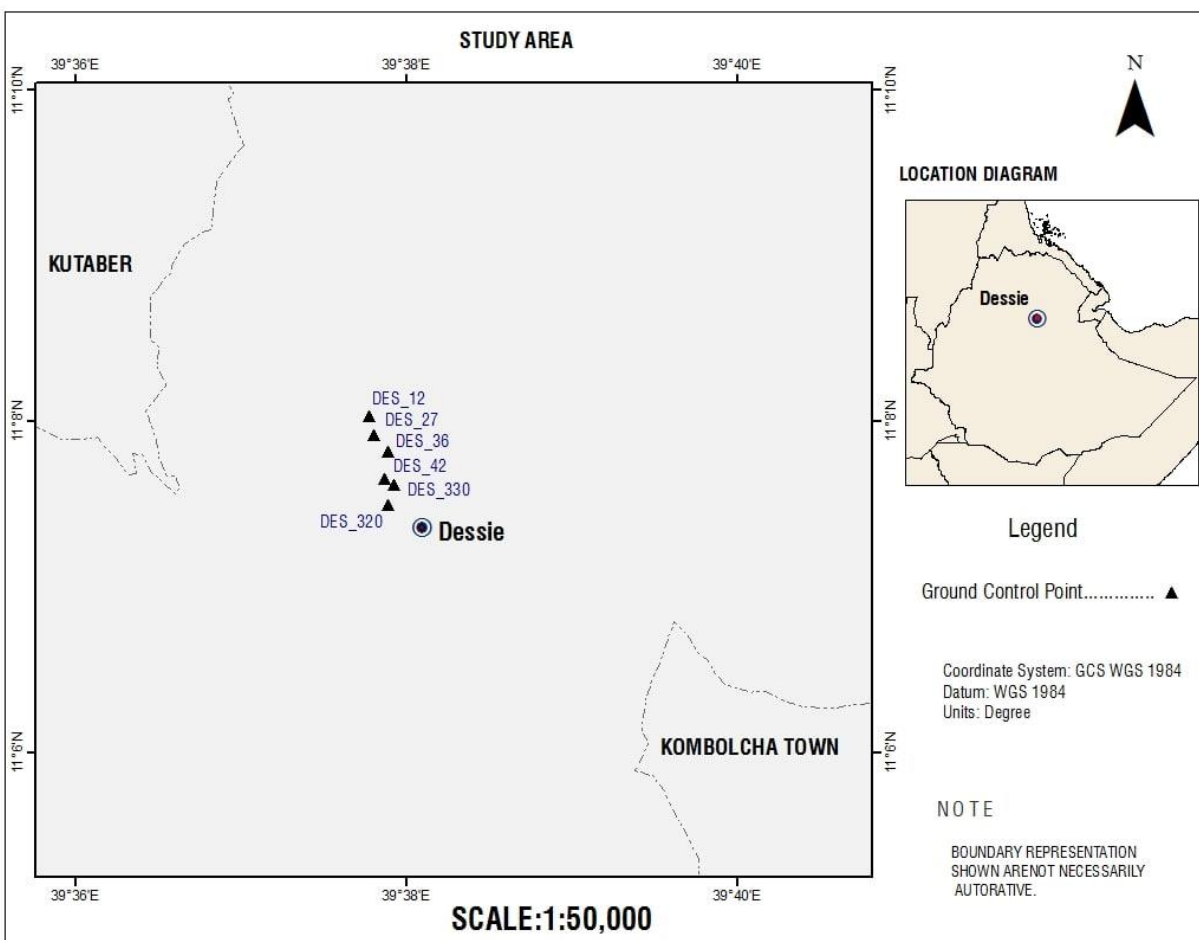 STUDY AREA
39°36'E
39°38'E
39°40'E
11°10'N
11°10'N
N
LOCATION DIAGRAM
Dessie
KUTABER
DES_12
DES_27
DES_36
DES_42
DES_330
DES_320
Dessie
11°8'N
11°8'N
Legend
Ground Control Point..............
Coordinate System: GCS WGS 1984
Datum: WGS 1984
Units: Degree
KOMBOLCHA TOWN
11°6'N
11°6'N
NOTE
BOUNDARY REPRESENTATION
SHOWN ARENOT NECESSARILY
AUTORATIVE.
39°36'E
39°38'E
39°40'E
SCALE:1:50,000